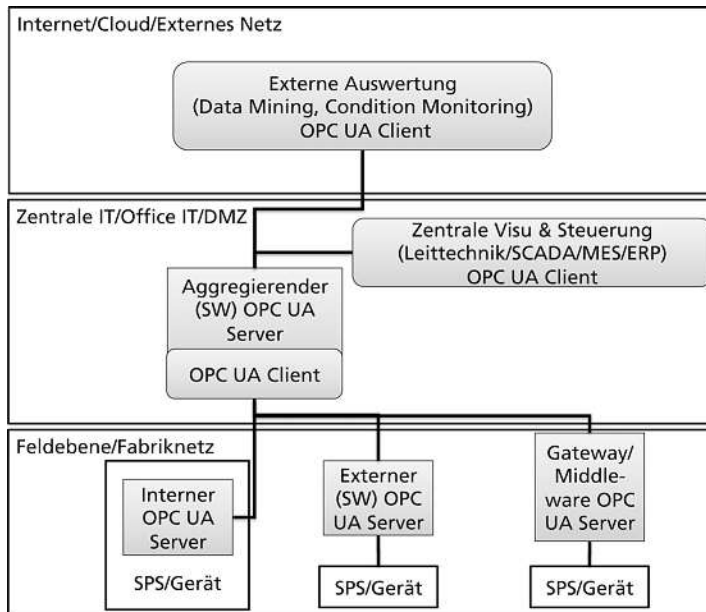 Internet/Cloud/Externes Netz
Externe Auswertung
(Data Mining, Condition Monitoring)
OPC UA Client
Zentrale IT/Office IT/DMZ
Zentrale Visu & Steuerung
(Leittechnik/SCADA/MES/ERP)
OPC UA Client
Aggregierender
(SW) OPC UA
Server
OPC UA Client
Feldebene/Fabriknetz
Interner
OPC UA
Server
SPS/Gerät
Externer
(SW) OPC
UA Server
SPS/Gerät
Gateway/
Middle-
ware OPC
UA Server
SPS/Gerät